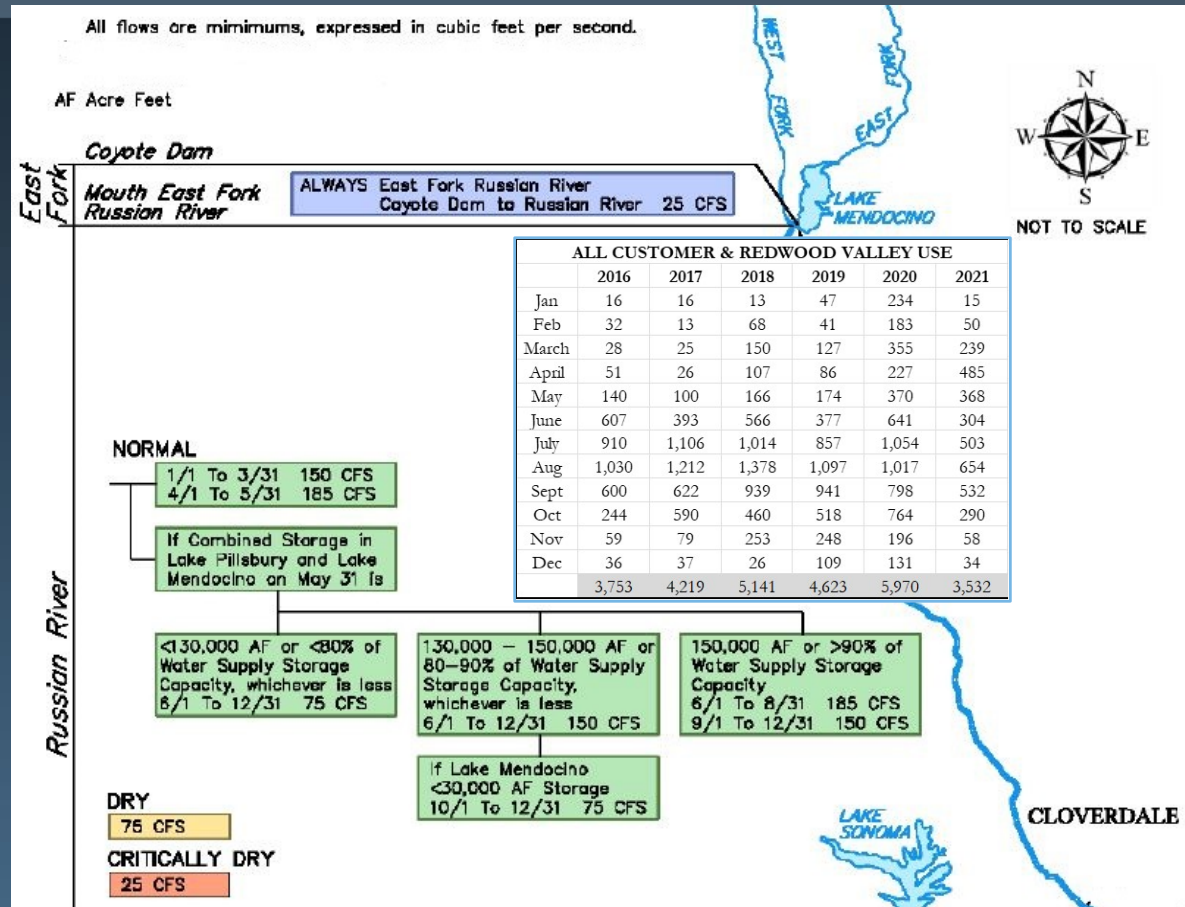 All flows are mimimums, expressed in cubic feet per second.
AF Acre Feet
WEST FORK
EAST FORK
N
W E
S
NOT TO SCALE
Coyote Dam
East Fork
Mouth East Fork
Russian River
ALWAYS East Fork Russian River
Coyote Dam to Russian River 25 CFS
LAKE
MENDOCINO
ALL CUSTOMER & REDWOOD VALLEY USE
2016 2017 2018 2019 2020 2021
Jan 16 16 13 47 234 15
Feb 32 13 68 41 183 50
March 28 25 150 127 355 239
April 51 26 107 86 227 485
May 140 100 166 174 370 368
June 607 393 566 377 641 304
July 910 1,106 1,014 857 1,054 503
Aug 1,030 1,212 1,378 1,097 1,017 654
Sept 600 622 939 941 798 532
Oct 244 590 460 518 764 290
Nov 59 79 253 248 196 58
Dec 36 37 26 109 131 34
3,753 4,219 5,141 4,623 5,970 3,532
Russian River
NORMAL
1/1 To 3/31 150 CFS
4/1 To 5/31 185 CFS
If Combined Storage in
Lake Pillsbury and Lake
Mendocino on May 31 is
<130,000 AF or <80% of
Water Supply Storage
Capacity, whichever is less
6/1 To 12/31 75 CFS
130,000 – 150,000 AF or
80–90% of Water Supply
Storage Capacity,
whichever is less
6/1 To 12/31 150 CFS
150,000 AF or >90% of
Water Supply Storage
Capacity
6/1 To 8/31 185 CFS
9/1 To 12/31 150 CFS
If Lake Mendocino
<30,000 AF Storage
10/1 To 12/31 75 CFS
DRY
75 CFS
CRITICALLY DRY
25 CFS
LAKE
SONOMA
CLOVERDALE